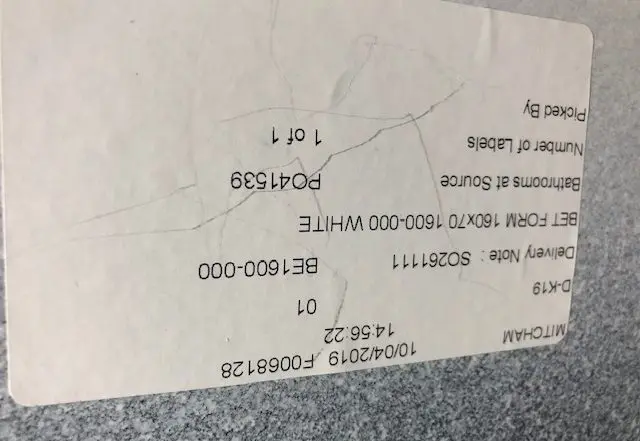 MITCHAM 10/04/2019 F0068128
14:56:22
D-K19 01
Delivery Note : SO261111 BE1600-000
BET FORM 160x70 1600-000 WHITE
Bathrooms at Source PO41539
Number of Labels 1 of 1
Picked By